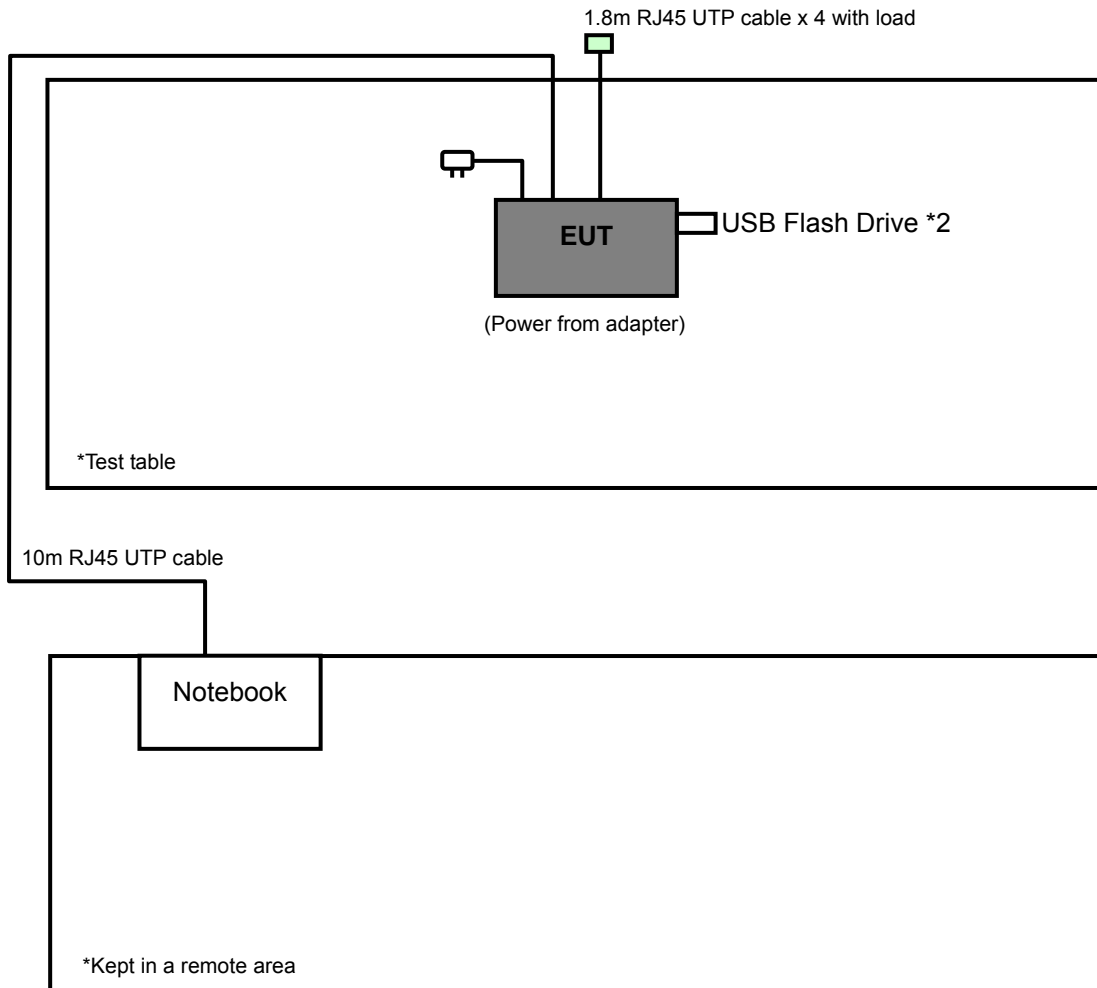 1.8m RJ45 UTP cable x 4 with load
EUT
USB Flash Drive *2
(Power from adapter)
*Test table
10m RJ45 UTP cable
Notebook
*Kept in a remote area